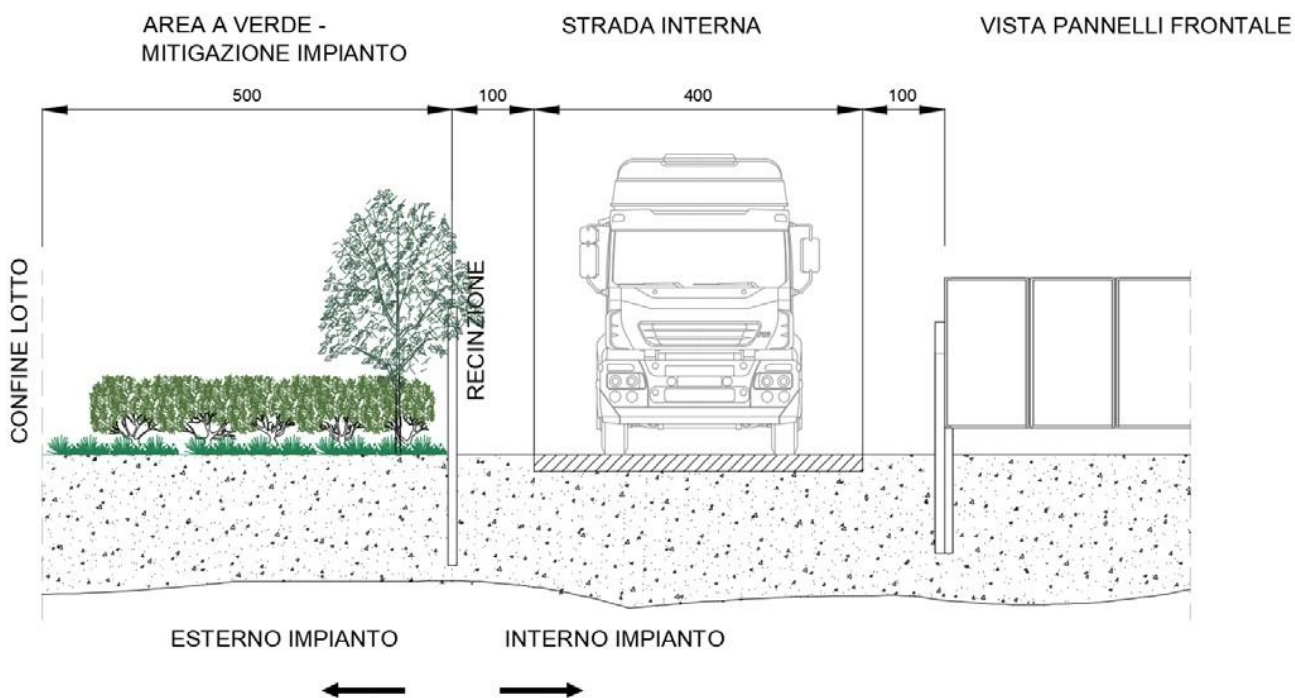 AREA A VERDE -
MITIGAZIONE IMPIANTO
STRADA INTERNA
VISTA PANNELLI FRONTALE
500
100
400
100
CONFINE LOTTO
RECINZIONE
ESTERNO IMPIANTO
INTERNO IMPIANTO